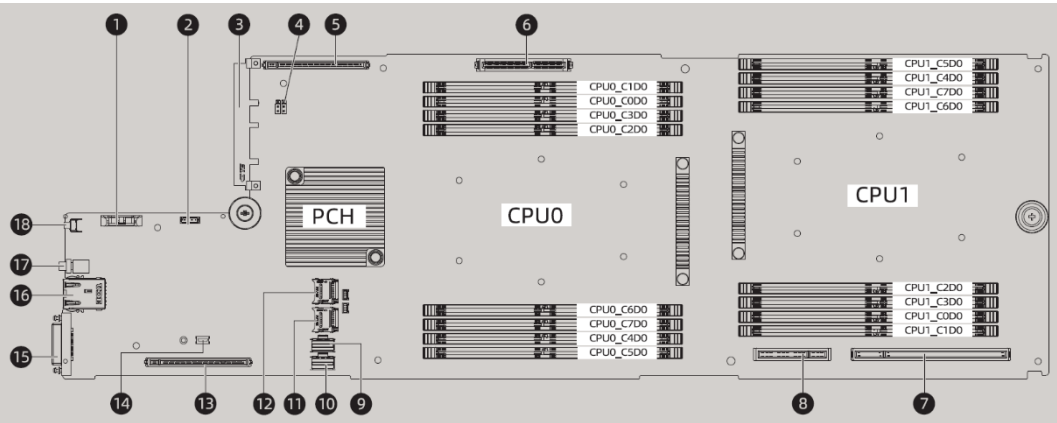 1
2
3
4
5
6
CPU0_C1D0
CPU0_C0D0
CPU0_C3D0
CPU0_C2D0
CPU1_C5D0
CPU1_C4D0
CPU1_C7D0
CPU1_C6D0
PCH
CPU0
CPU1
18
17
16
15
CPU0_C6D0
CPU0_C7D0
CPU0_C4D0
CPU0_C5D0
CPU1_C2D0
CPU1_C3D0
CPU1_C0D0
CPU1_C1D0
14
13
12
11
10
9
8
7